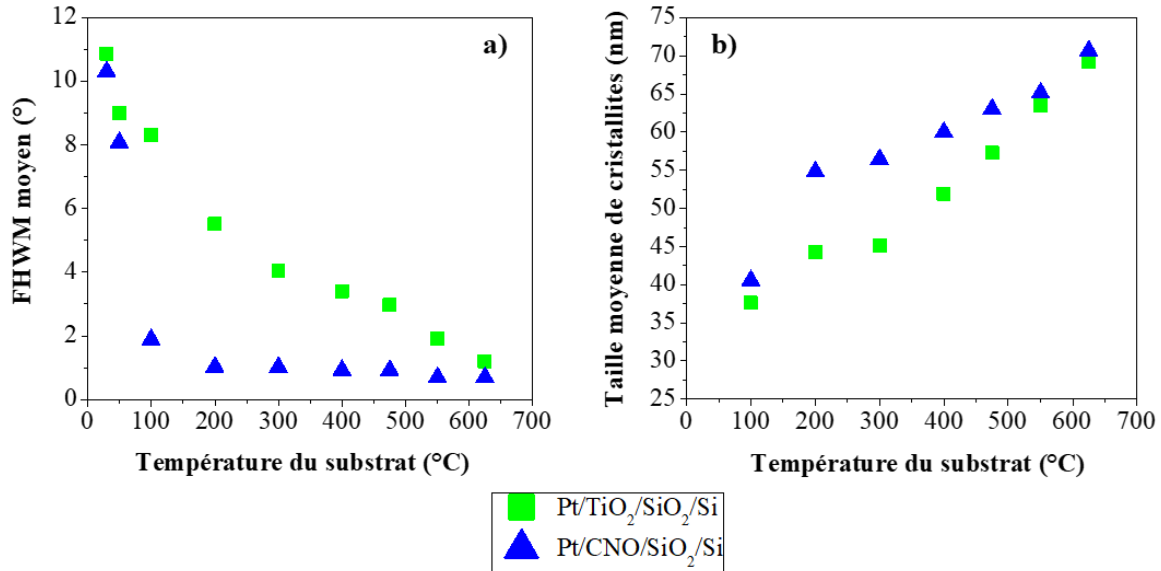 a)
FHWM moyen (°)
12
10
8
6
4
2
0
0 100 200 300 400 500 600 700
Température du substrat (°C)
b)
Taille moyenne de cristallites (nm)
75
70
65
60
55
50
45
40
35
30
25
0 100 200 300 400 500 600 700
Température du substrat (°C)
Pt/TiO₂/SiO₂/Si
Pt/CNO/SiO₂/Si